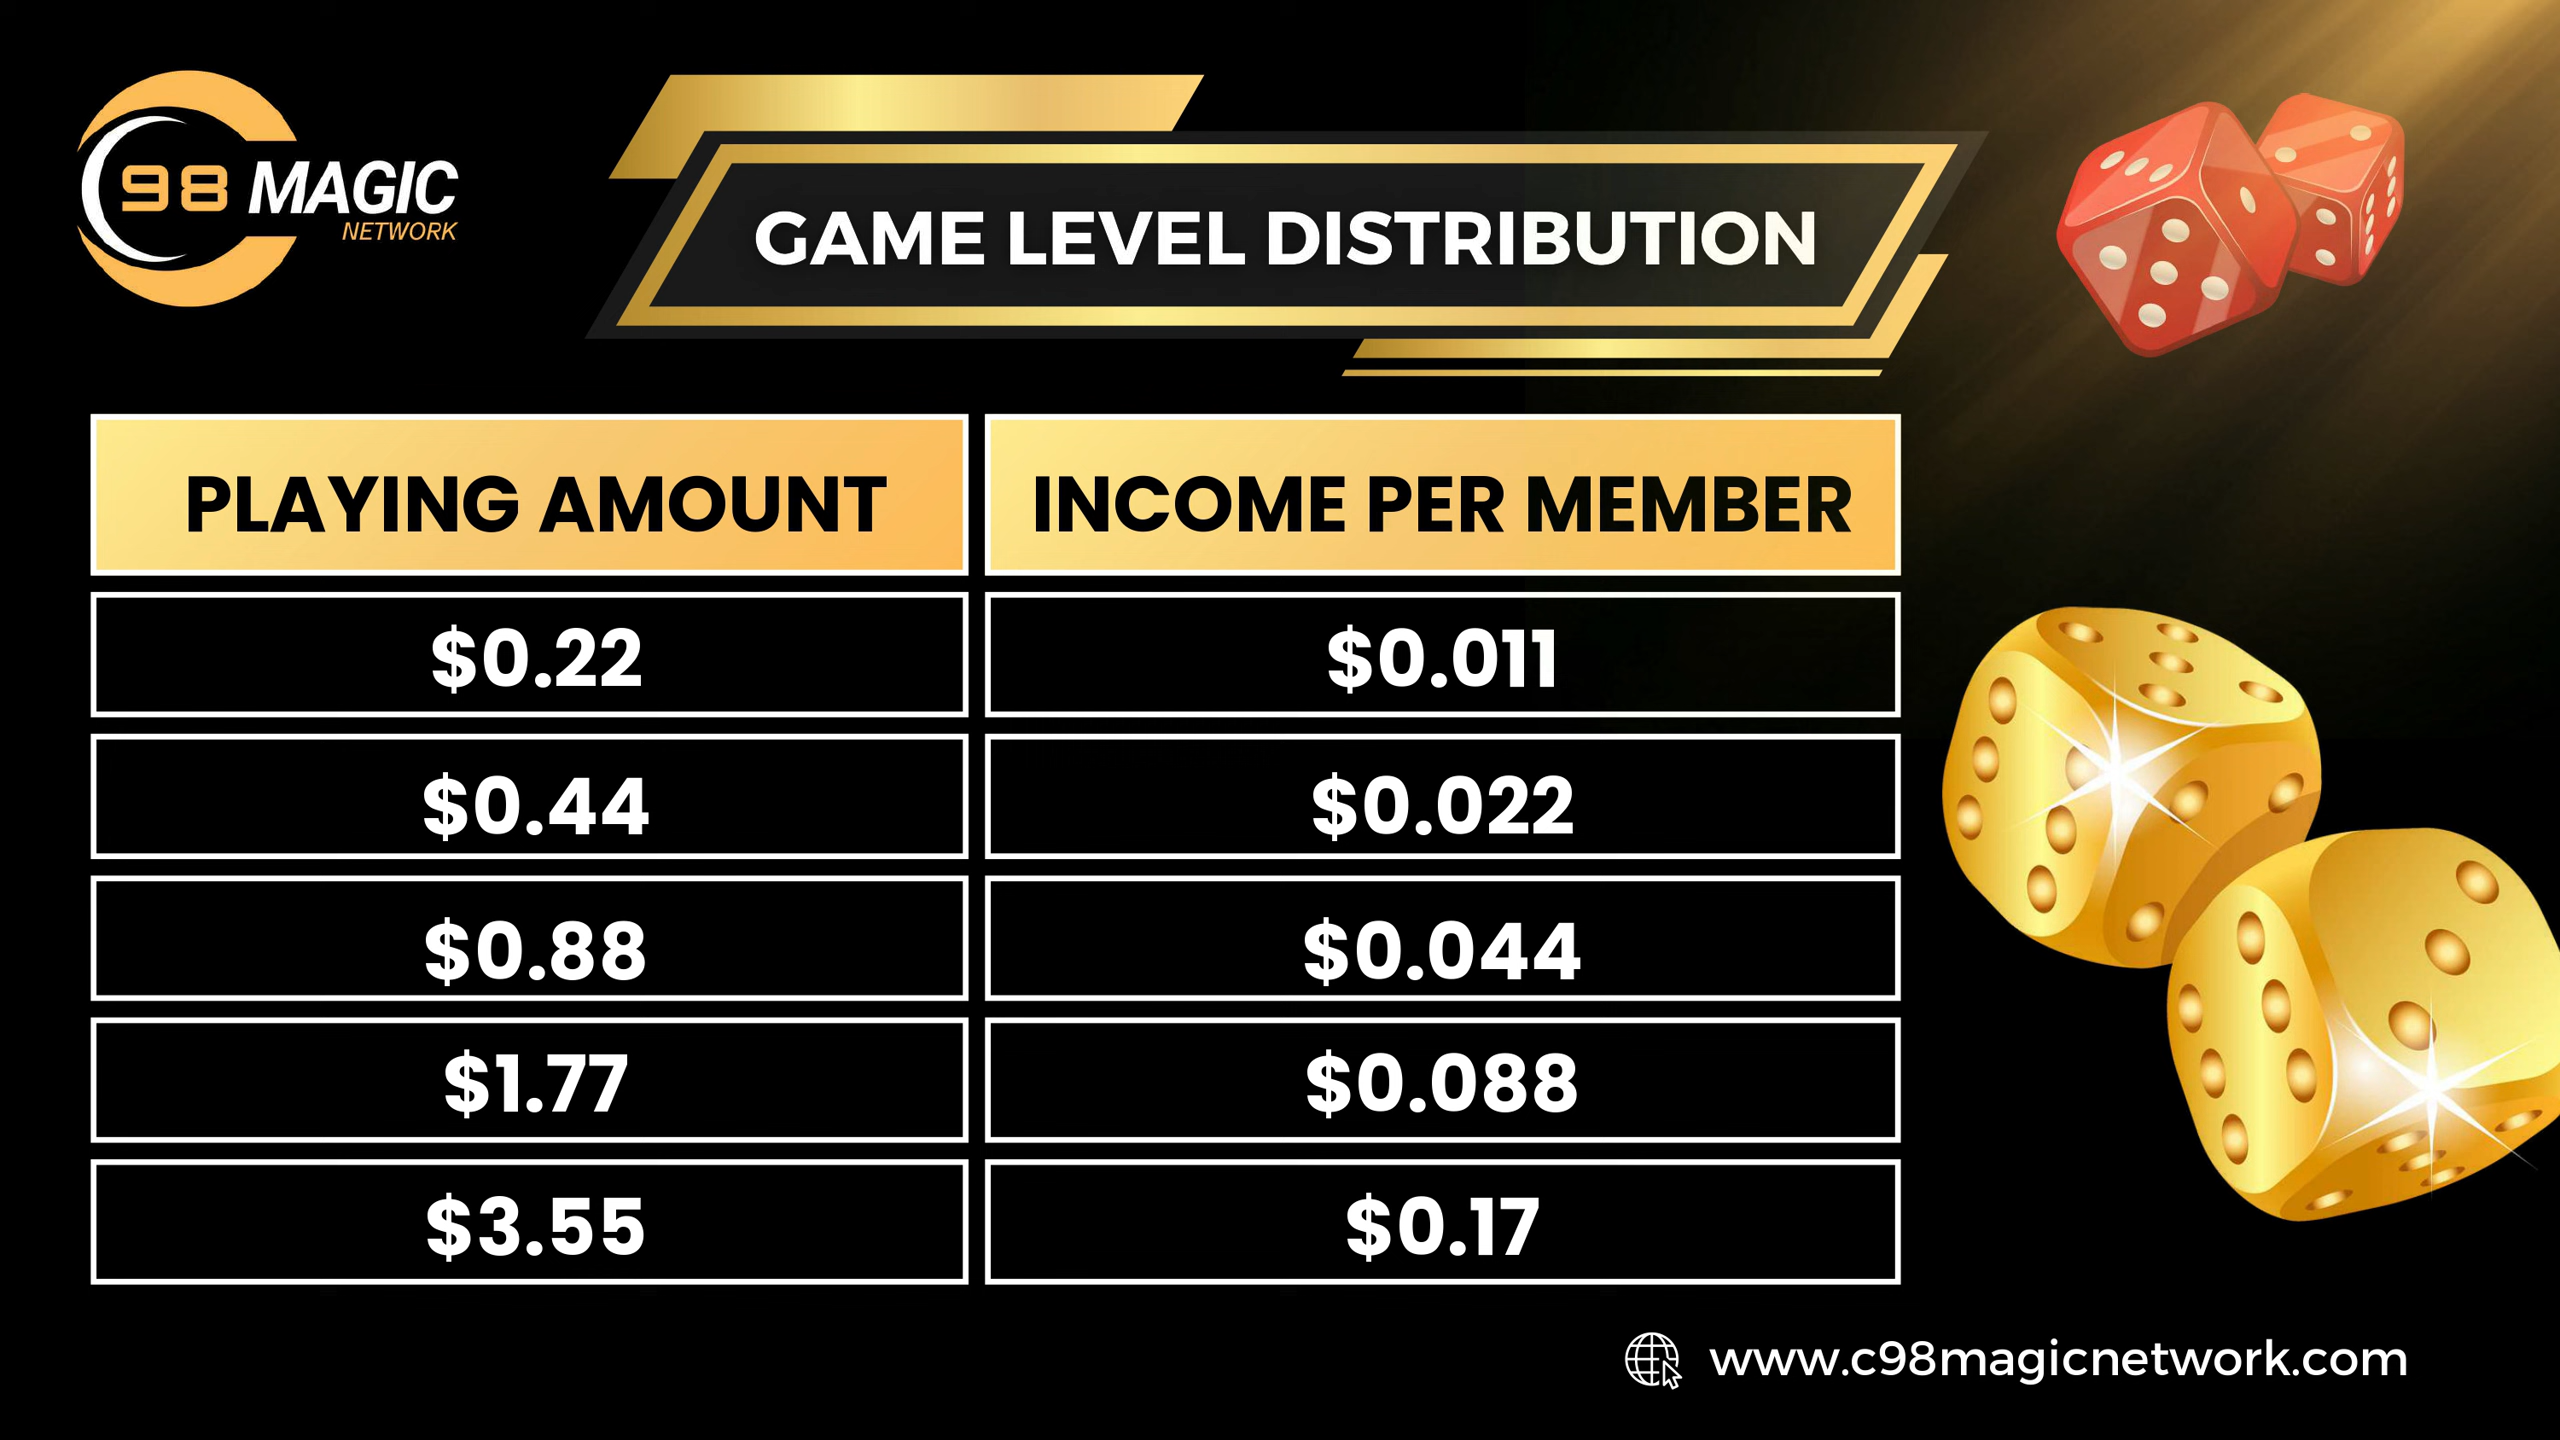 98 MAGIC
NETWORK
GAME LEVEL DISTRIBUTION
PLAYING AMOUNT INCOME PER MEMBER
$0.22 $0.011
$0.44 $0.022
$0.88 $0.044
$1.77 $0.088
$3.55 $0.17
www.c98magicnetwork.com